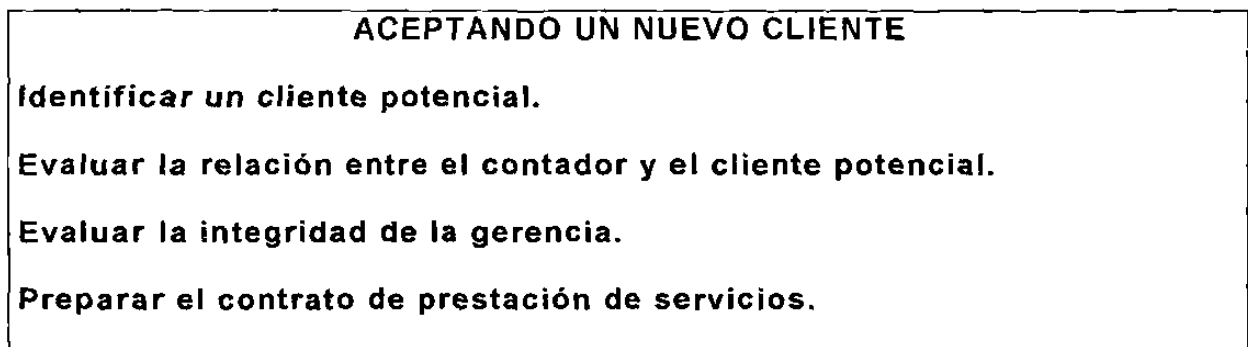 ACEPTANDO UN NUEVO CLIENTE
Identificar un cliente potencial.
Evaluar la relación entre el contador y el cliente potencial.
Evaluar la integridad de la gerencia.
Preparar el contrato de prestación de servicios.